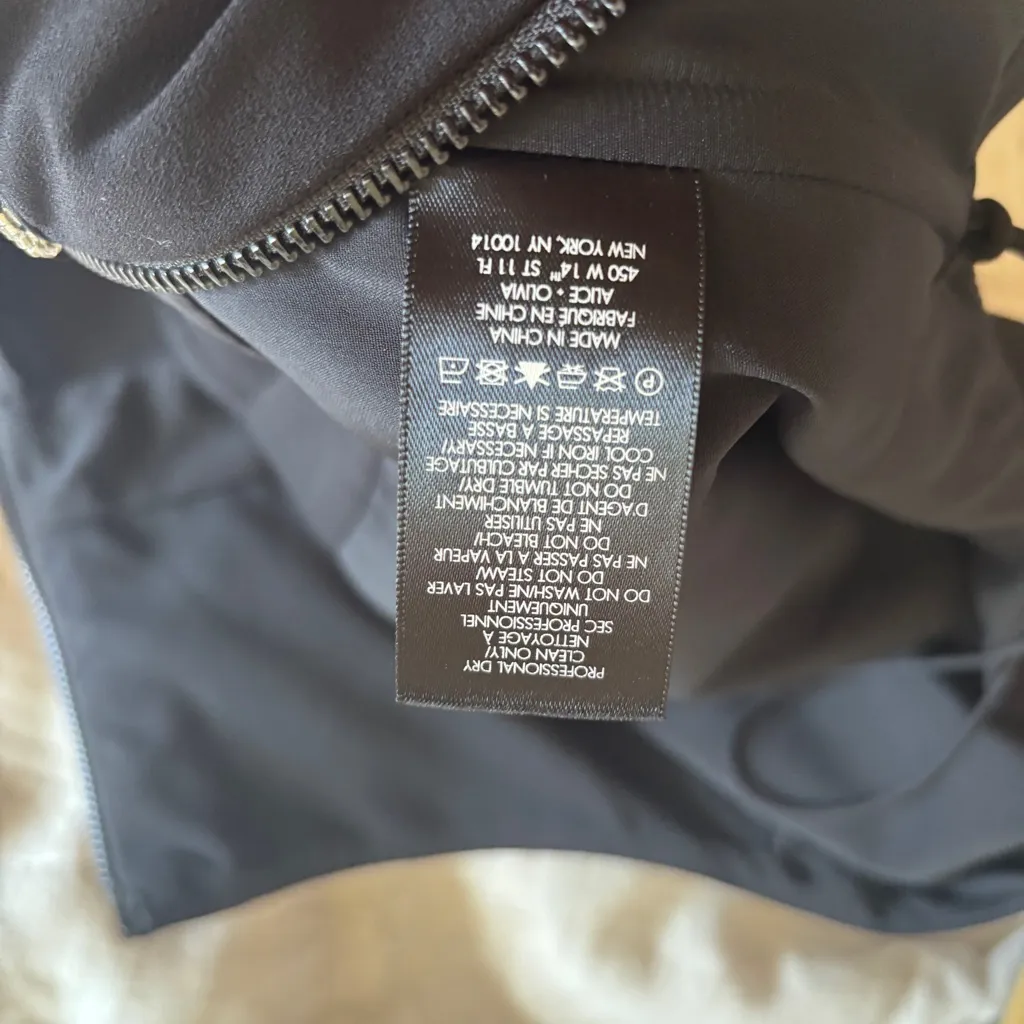 PROFESSIONAL DRY
CLEAN ONLY/
NETTOYAGE À
SEC PROFESSIONNEL
UNIQUEMENT
DO NOT WASH/NE PAS LAVER
DO NOT STEAM/
NE PAS PASSER A LA VAPEUR
DO NOT BLEACH/
NE PAS UTILISER
D'AGENT DE BLANCHIMENT
DO NOT TUMBLE DRY/
NE PAS SÉCHER PAR CULBUTAGE
COOL IRON IF NECESSARY/
REPASSAGE À BASSE
TEMPERATURE SI NECESSAIRE
P
MADE IN CHINA
FABRIQUE EN CHINE
ALICE + OLIVIA
450 W 14TH ST 11 FL
NEW YORK, NY 10014